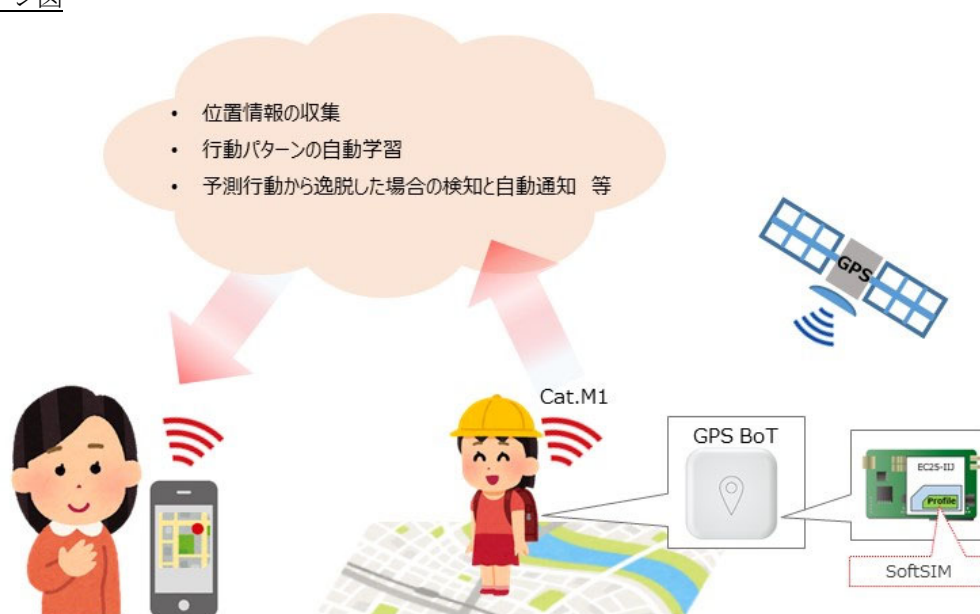 ジ図
• 位置情報の収集
• 行動パターンの自動学習
• 予測行動から逸脱した場合の検知と自動通知 等
GPS
Cat.M1
GPS BoT
EC25-IIJ
Profile
SoftSIM